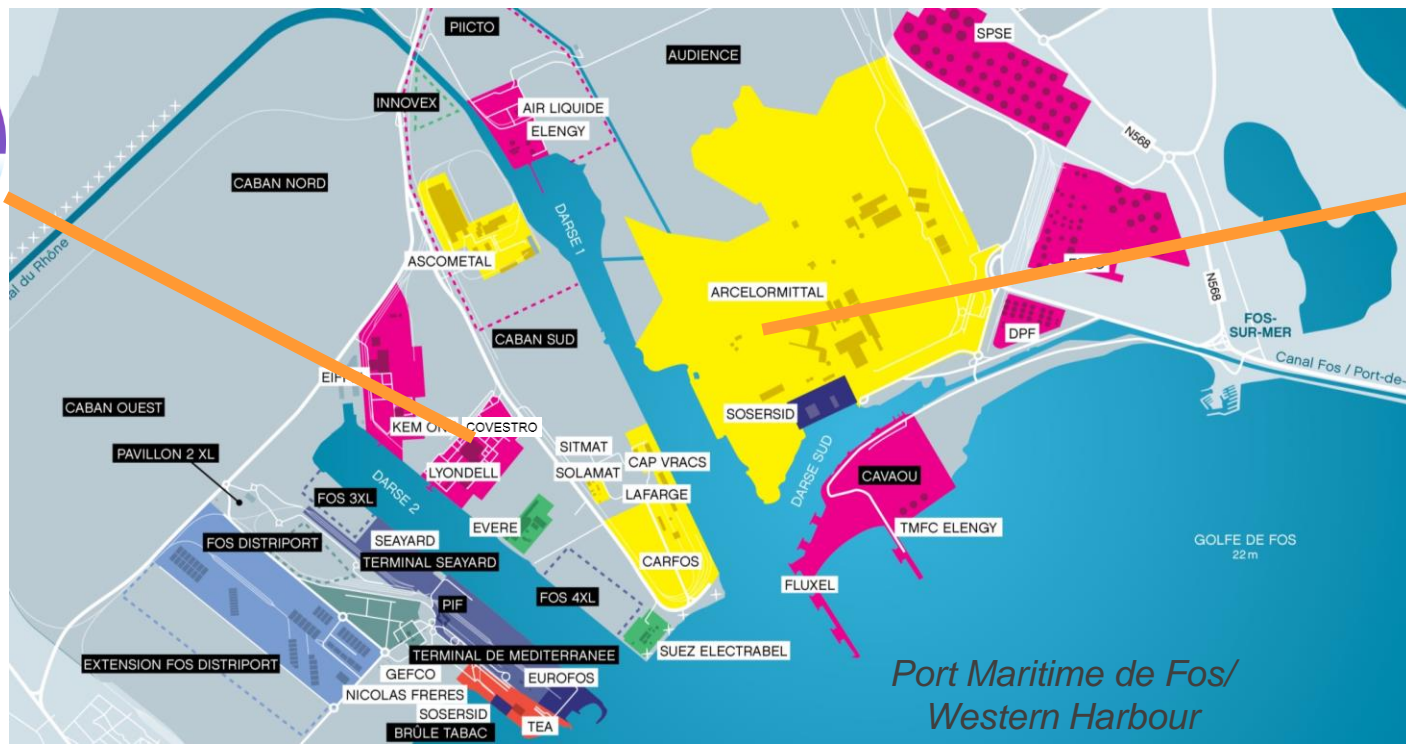 PIICTO
SPSE
AUDIENCE
INNOVEX
AIR LIQUIDE
ELENGY
N568
CABAN NORD
DARSE 1
du Rhône
ASCOMETAL
ARCELORMITTAL
N568
FOS-
SUR-MER
DPF
CABAN SUD
Canal Fos / Port-de-
CABAN OUEST
SOSERSID
KEM
COVESTRO
SITMAT
CAP VRACS
PAVILLON 2 XL
LYONDELL
SOLAMAT
DARSE SUD
CAVAOU
FOS 3XL
DARSE 2
LAFARGE
EVERE
TMFC ELENGY
FOS DISTRIPORT
SEAYARD
GOLFE DE FOS
22 m
TERMINAL SEAYARD
CARFOS
FLUXEL
PIF
FOS 4XL
EXTENSION FOS DISTRIPORT
TERMINAL DE MEDITERRANEE
SUEZ ELECTRABEL
GEFCO
EUROFOS
NICOLAS FRERES
SOSERSID
TEA
BRÛLE TABAC
Port Maritime de Fos/
Western Harbour